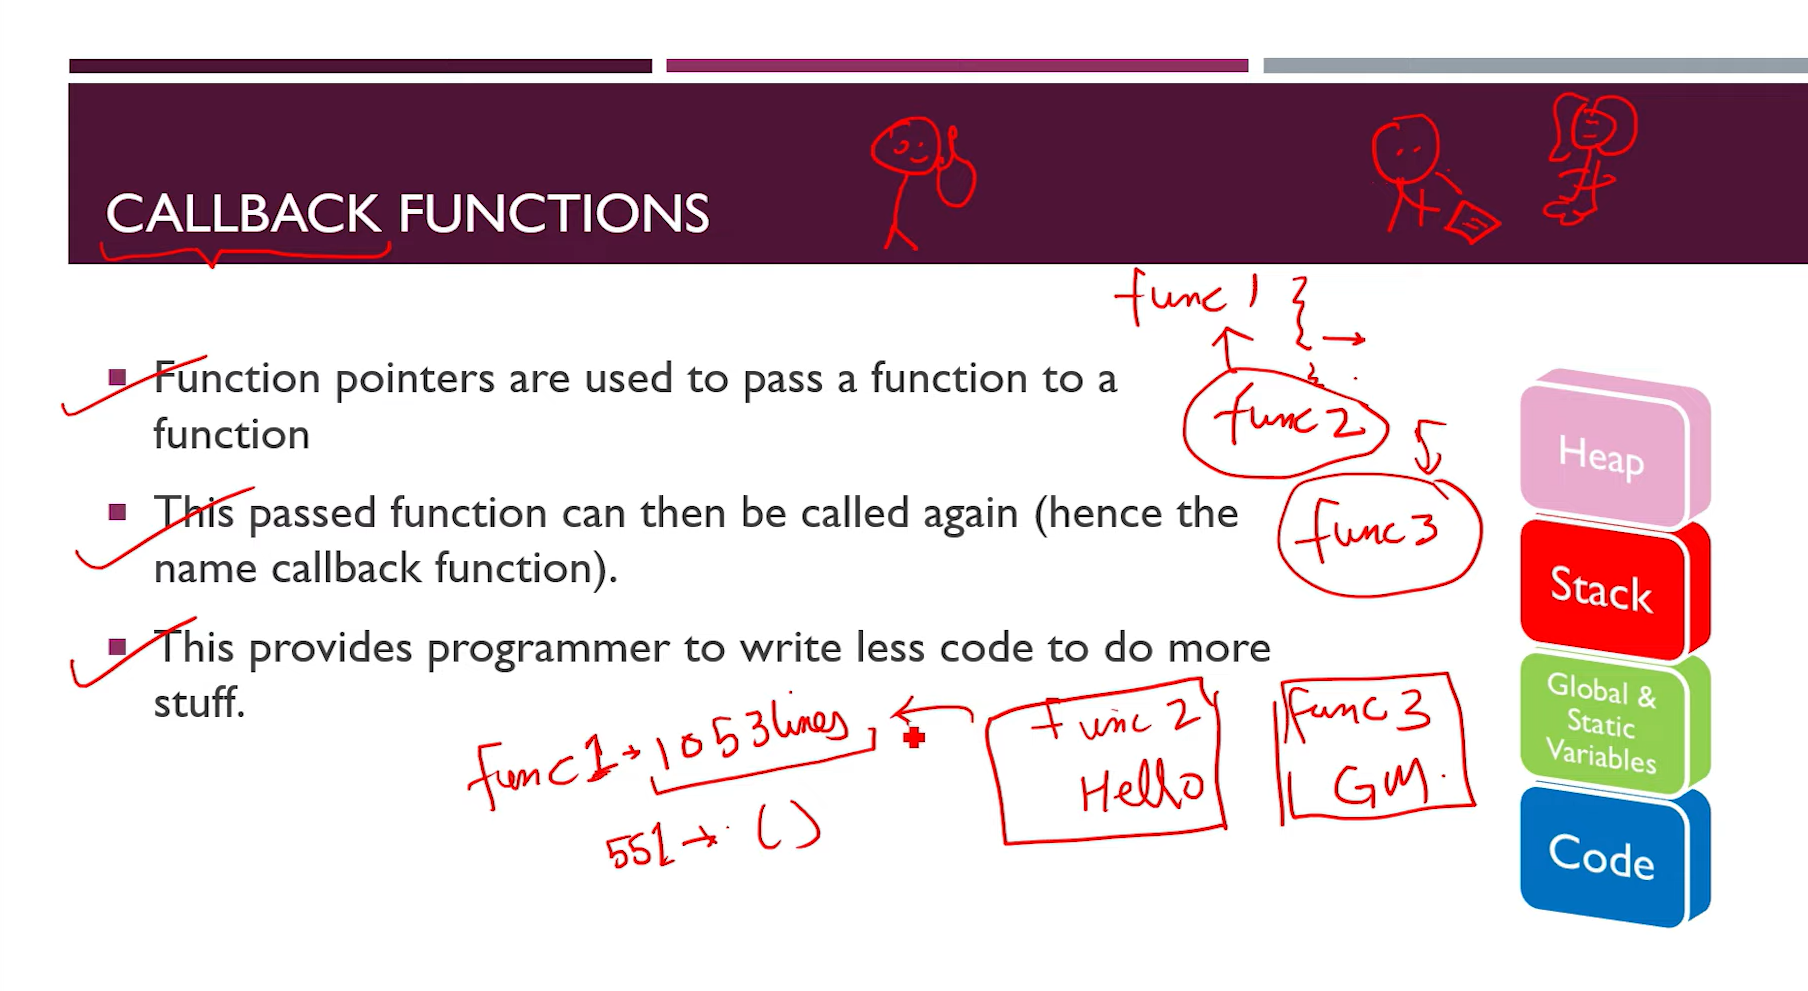 CALLBACK FUNCTIONS
func 1 }
Function pointers are used to pass a function to a
function
func 2
This passed function can then be called again (hence the
name callback function).
func 3
This provides programmer to write less code to do more
stuff.
func 1 → 1053 lines
551 → . ( )
func 2
Hello
func 3
GM.
Heap
Stack
Global &
Static
Variables
Code